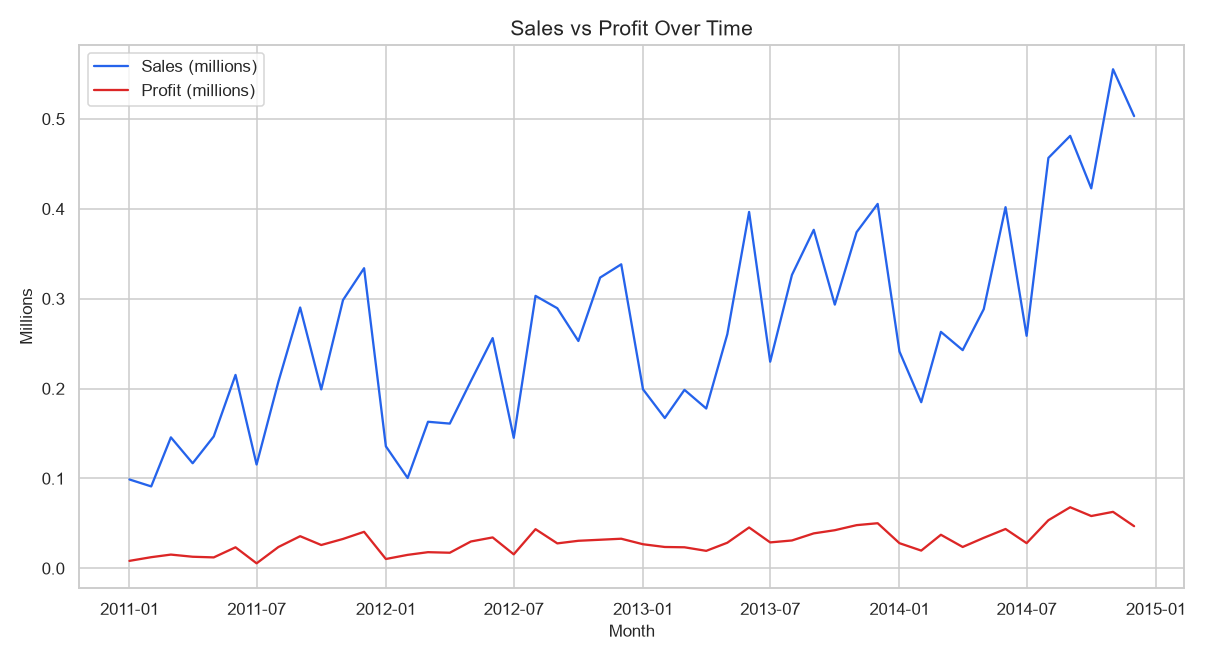 Sales vs Profit Over Time
Sales (millions)
Profit (millions)
Millions
0.5
0.4
0.3
0.2
0.1
0.0
2011-01 2011-07 2012-01 2012-07 2013-01 2013-07 2014-01 2014-07 2015-01
Month